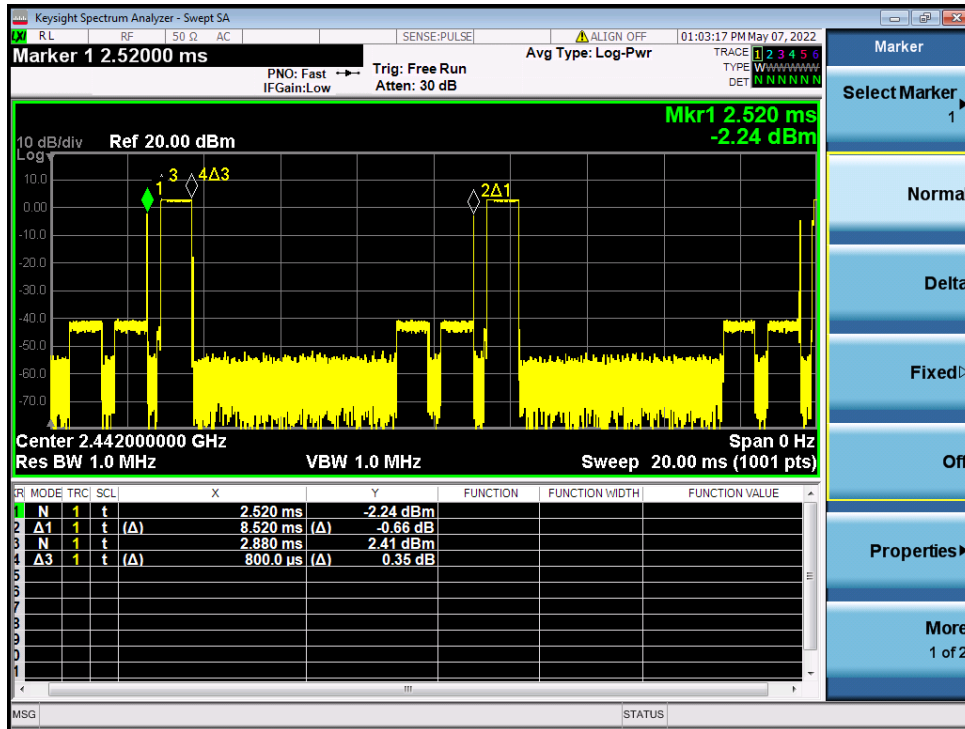 Keysight Spectrum Analyzer - Swept SA
LXI RL RF 50 Ω AC SENSE:PULSE ALIGN OFF 01:03:17 PM May 07, 2022
Marker 1 2.52000 ms
PNO: Fast
IFGain:Low
Trig: Free Run
Atten: 30 dB
Avg Type: Log-Pwr
TRACE 1 2 3 4 5 6
TYPE WWWWWW
DET N N N N N N
Mkr1 2.520 ms
-2.24 dBm
10 dB/div Ref 20.00 dBm
Log
10.0
0.00
-10.0
-20.0
-30.0
-40.0
-50.0
-60.0
-70.0
1 3 4Δ3 2Δ1
Center 2.442000000 GHz Span 0 Hz
Res BW 1.0 MHz VBW 1.0 MHz Sweep 20.00 ms (1001 pts)
MODE TRC SCL X Y FUNCTION FUNCTION WIDTH FUNCTION VALUE
1 N 1 t 2.520 ms -2.24 dBm
2 Δ1 1 t (Δ) 8.520 ms (Δ) -0.66 dB
3 N 1 t 2.880 ms 2.41 dBm
4 Δ3 1 t (Δ) 800.0 µs (Δ) 0.35 dB
5
6
7
8
9
0
1
MSG STATUS
Marker
Select Marker
1
Norma
Delta
Fixed
Off
Properties
More
1 of 2